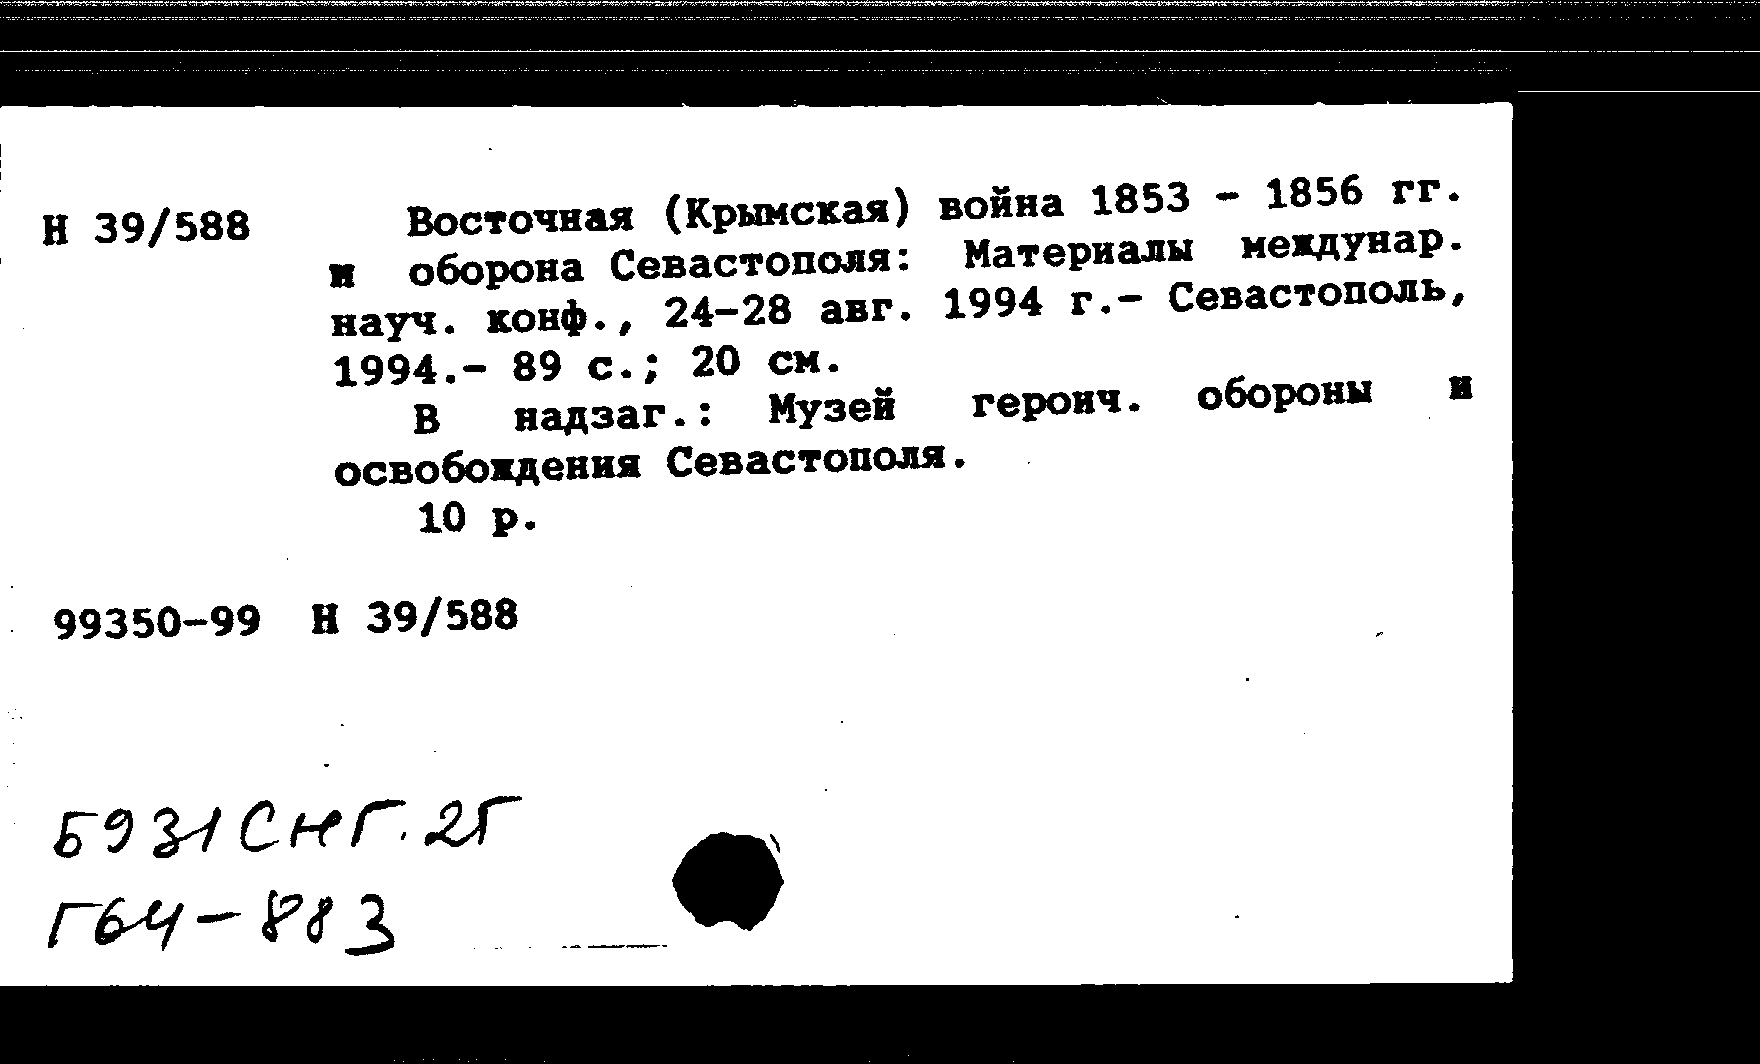 Н 39/588 Восточная (Крымская) война 1853 - 1856 гг.
и оборона Севастополя: Материалы междунар.
науч. конф., 24-28 авг. 1994 г.- Севастополь,
1994.- 89 с.; 20 см.
В надзаг.: Музей героич. обороны и
освобождения Севастополя.
10 р.
99350-99 Н 39/588
Б931СНГ.2Г
Г64-883